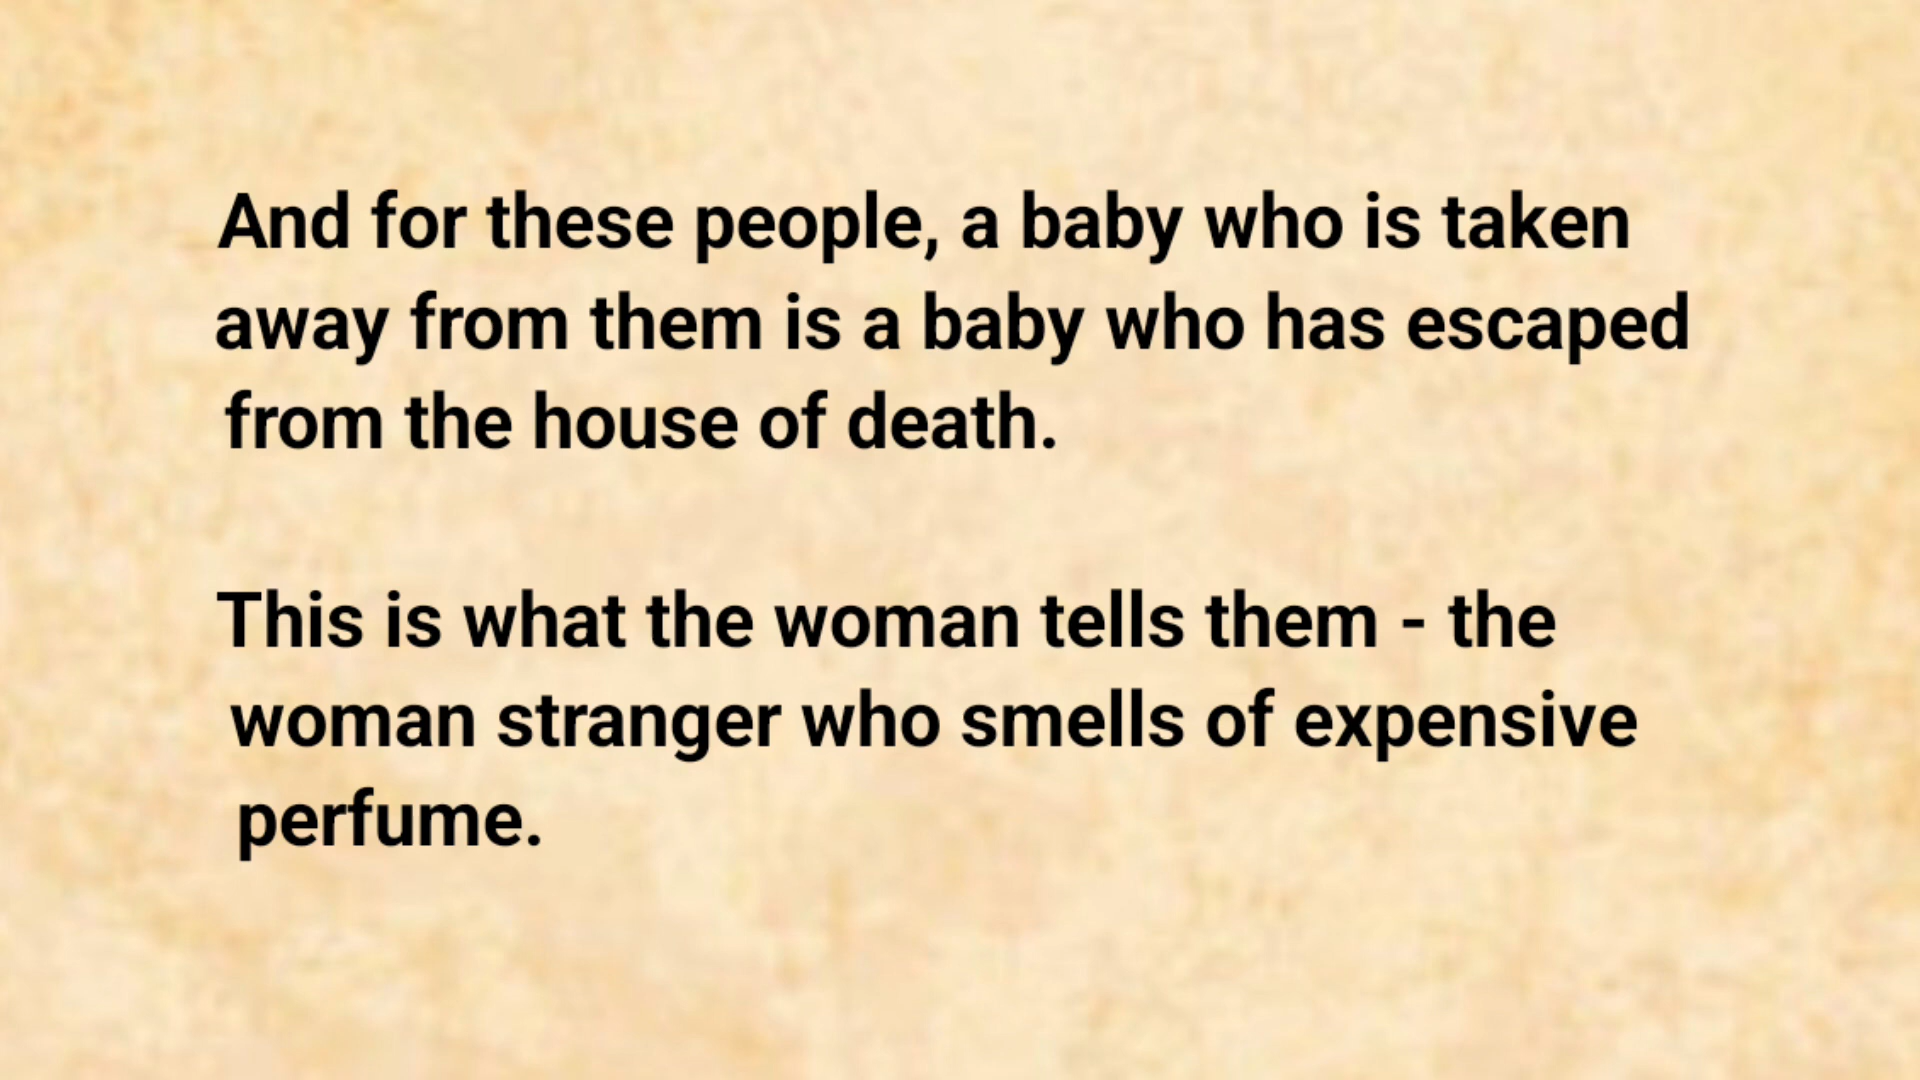 And for these people, a baby who is taken
away from them is a baby who has escaped
from the house of death.
This is what the woman tells them - the
woman stranger who smells of expensive
perfume.